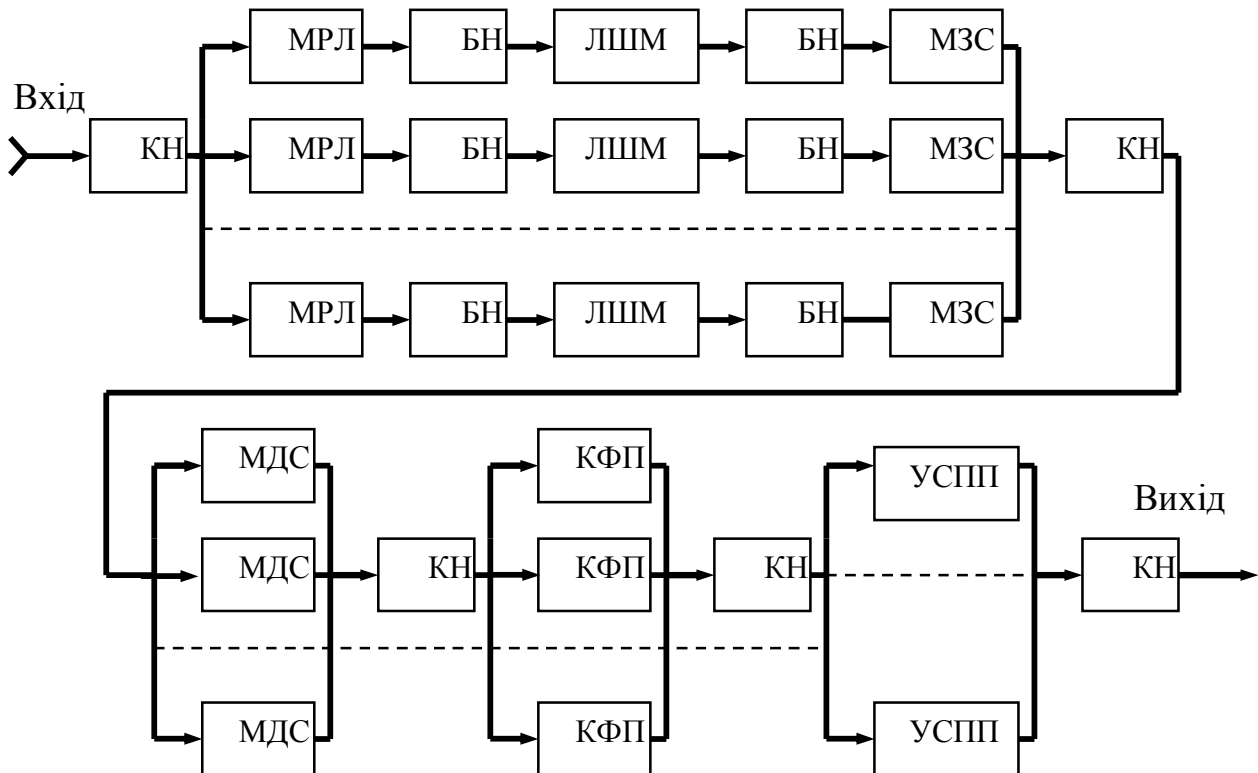 МРЛ БН ЛШМ БН МЗС
Вхід
КН МРЛ БН ЛШМ БН МЗС КН
МРЛ БН ЛШМ БН МЗС
МДС КФП УСПП
Вихід
МДС КН КФП КН КН
МДС КФП УСПП